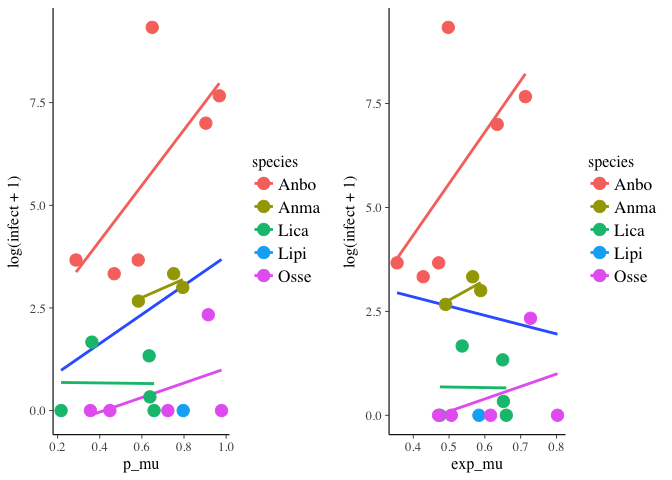 log(infect + 1)
7.5
5.0
2.5
0.0
0.2 0.4 0.6 0.8 1.0
p_mu
species
Anbo
Anma
Lica
Lipi
Osse
log(infect + 1)
7.5
5.0
2.5
0.0
0.4 0.5 0.6 0.7 0.8
exp_mu
species
Anbo
Anma
Lica
Lipi
Osse